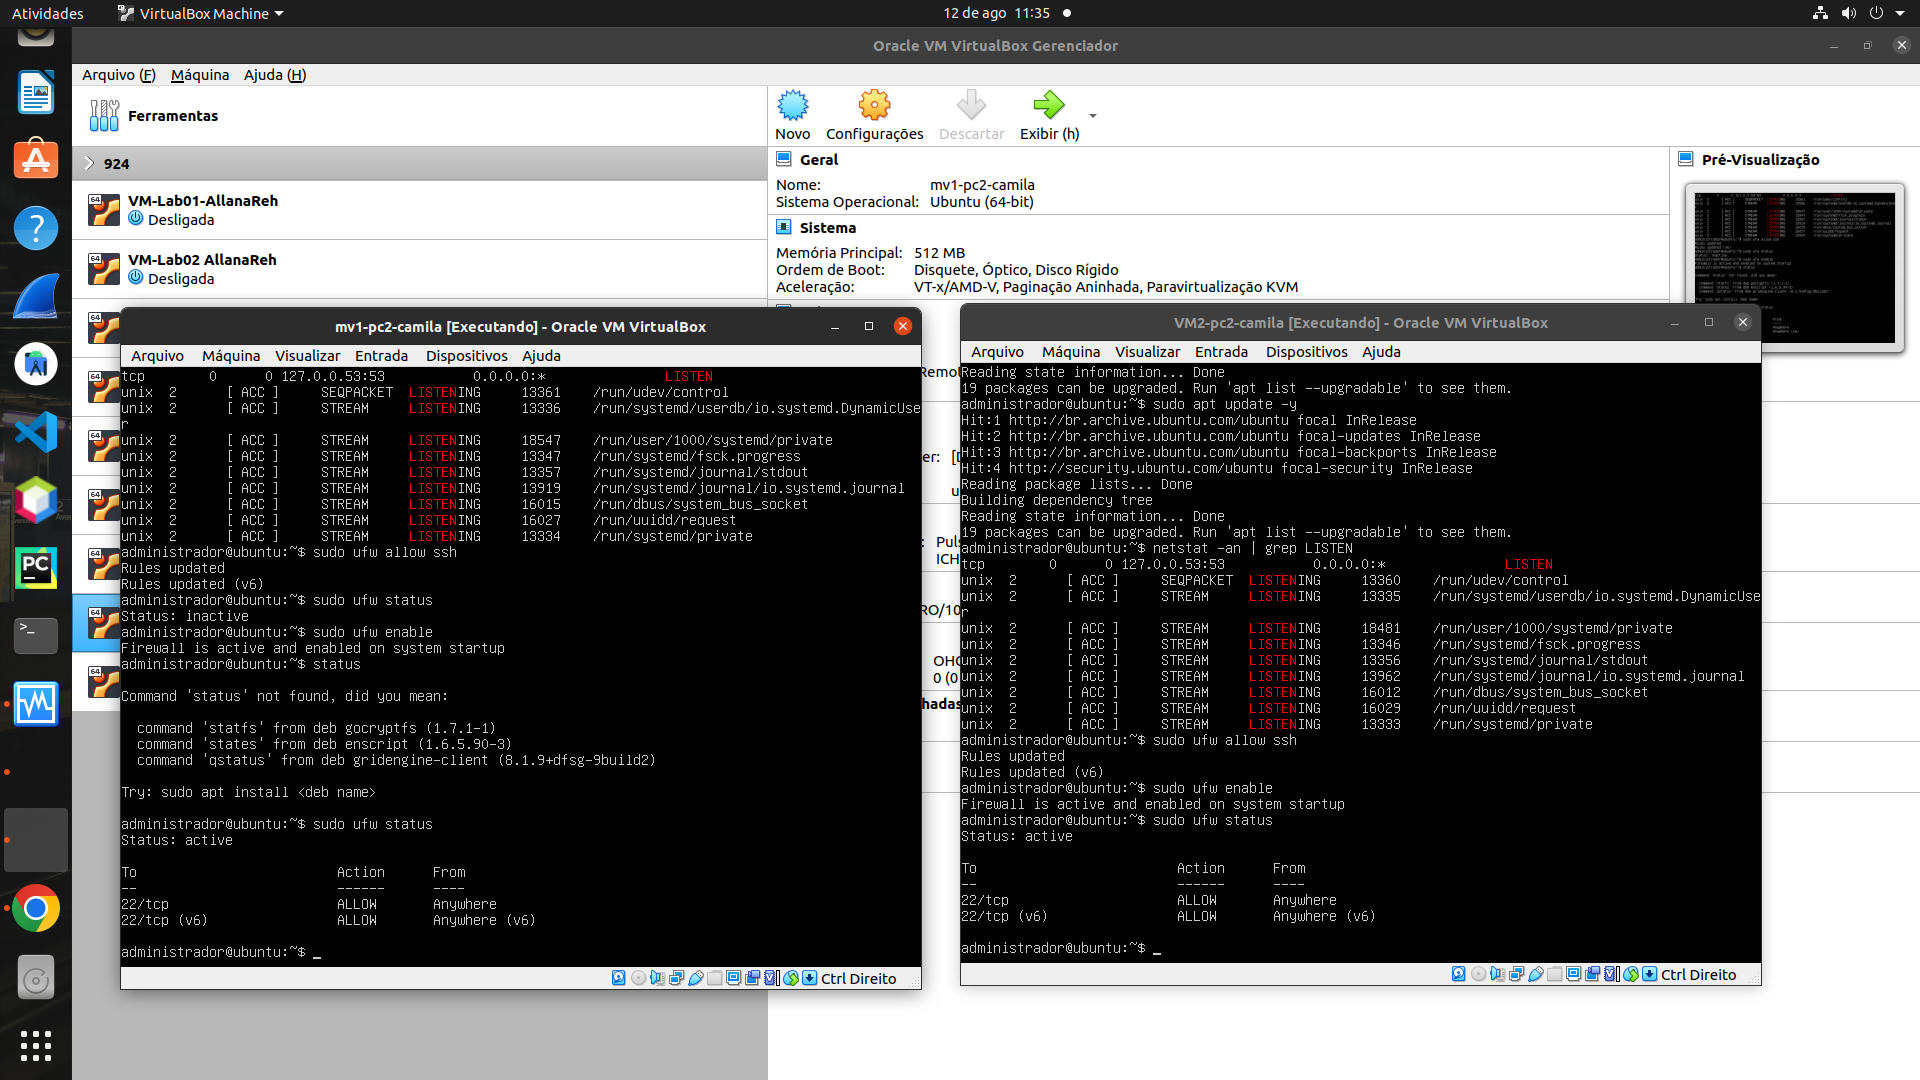 Atividades
VirtualBox Machine
12 de ago 11:35
Oracle VM VirtualBox Gerenciador
Arquivo (F) Máquina Ajuda (H)
Ferramentas
924
VM-Lab01-AllanaReh
Desligada
VM-Lab02 AllanaReh
Desligada
Novo Configurações Descartar Exibir (h)
Geral
Nome: mv1-pc2-camila
Sistema Operacional: Ubuntu (64-bit)
Sistema
Memória Principal: 512 MB
Ordem de Boot: Disquete, Óptico, Disco Rígido
Aceleração: VT-x/AMD-V, Paginação Aninhada, Paravirtualização KVM
Pré-Visualização
mv1-pc2-camila [Executando] - Oracle VM VirtualBox
Arquivo Máquina Visualizar Entrada Dispositivos Ajuda
tcp 0 0 127.0.0.53:53 0.0.0.0:* LISTEN
unix 2 [ ACC ] SEQPACKET LISTENING 13361 /run/udev/control
unix 2 [ ACC ] STREAM LISTENING 13336 /run/systemd/userdb/io.systemd.DynamicUse
r
unix 2 [ ACC ] STREAM LISTENING 18547 /run/user/1000/systemd/private
unix 2 [ ACC ] STREAM LISTENING 13347 /run/systemd/fsck.progress
unix 2 [ ACC ] STREAM LISTENING 13357 /run/systemd/journal/stdout
unix 2 [ ACC ] STREAM LISTENING 13919 /run/systemd/journal/io.systemd.journal
unix 2 [ ACC ] STREAM LISTENING 16015 /run/dbus/system_bus_socket
unix 2 [ ACC ] STREAM LISTENING 16027 /run/uuidd/request
unix 2 [ ACC ] STREAM LISTENING 13334 /run/systemd/private
administrador@ubuntu:~$ sudo ufw allow ssh
Rules updated
Rules updated (v6)
administrador@ubuntu:~$ sudo ufw status
Status: inactive
administrador@ubuntu:~$ sudo ufw enable
Firewall is active and enabled on system startup
administrador@ubuntu:~$ status
Command 'status' not found, did you mean:
command 'statfs' from deb gocryptfs (1.7.1-1)
command 'states' from deb enscript (1.6.5.90-3)
command 'qstatus' from deb gridengine-client (8.1.9+dfsg-9build2)
Try: sudo apt install <deb name>
administrador@ubuntu:~$ sudo ufw status
Status: active
To Action From
-- ------ ----
22/tcp ALLOW Anywhere
22/tcp (v6) ALLOW Anywhere (v6)
administrador@ubuntu:~$ _
Ctrl Direito
VM2-pc2-camila [Executando] - Oracle VM VirtualBox
Arquivo Máquina Visualizar Entrada Dispositivos Ajuda
Reading state information... Done
19 packages can be upgraded. Run 'apt list --upgradable' to see them.
administrador@ubuntu:~$ sudo apt update -y
Hit:1 http://br.archive.ubuntu.com/ubuntu focal InRelease
Hit:2 http://br.archive.ubuntu.com/ubuntu focal-updates InRelease
Hit:3 http://br.archive.ubuntu.com/ubuntu focal-backports InRelease
Hit:4 http://security.ubuntu.com/ubuntu focal-security InRelease
Reading package lists... Done
Building dependency tree
Reading state information... Done
19 packages can be upgraded. Run 'apt list --upgradable' to see them.
administrador@ubuntu:~$ netstat -an | grep LISTEN
tcp 0 0 127.0.0.53:53 0.0.0.0:* LISTEN
unix 2 [ ACC ] SEQPACKET LISTENING 13360 /run/udev/control
unix 2 [ ACC ] STREAM LISTENING 13335 /run/systemd/userdb/io.systemd.DynamicUse
r
unix 2 [ ACC ] STREAM LISTENING 18481 /run/user/1000/systemd/private
unix 2 [ ACC ] STREAM LISTENING 13346 /run/systemd/fsck.progress
unix 2 [ ACC ] STREAM LISTENING 13356 /run/systemd/journal/stdout
unix 2 [ ACC ] STREAM LISTENING 13962 /run/systemd/journal/io.systemd.journal
unix 2 [ ACC ] STREAM LISTENING 16012 /run/dbus/system_bus_socket
unix 2 [ ACC ] STREAM LISTENING 16029 /run/uuidd/request
unix 2 [ ACC ] STREAM LISTENING 13333 /run/systemd/private
administrador@ubuntu:~$ sudo ufw allow ssh
Rules updated
Rules updated (v6)
administrador@ubuntu:~$ sudo ufw enable
Firewall is active and enabled on system startup
administrador@ubuntu:~$ sudo ufw status
Status: active
To Action From
-- ------ ----
22/tcp ALLOW Anywhere
22/tcp (v6) ALLOW Anywhere (v6)
administrador@ubuntu:~$ _
Ctrl Direito